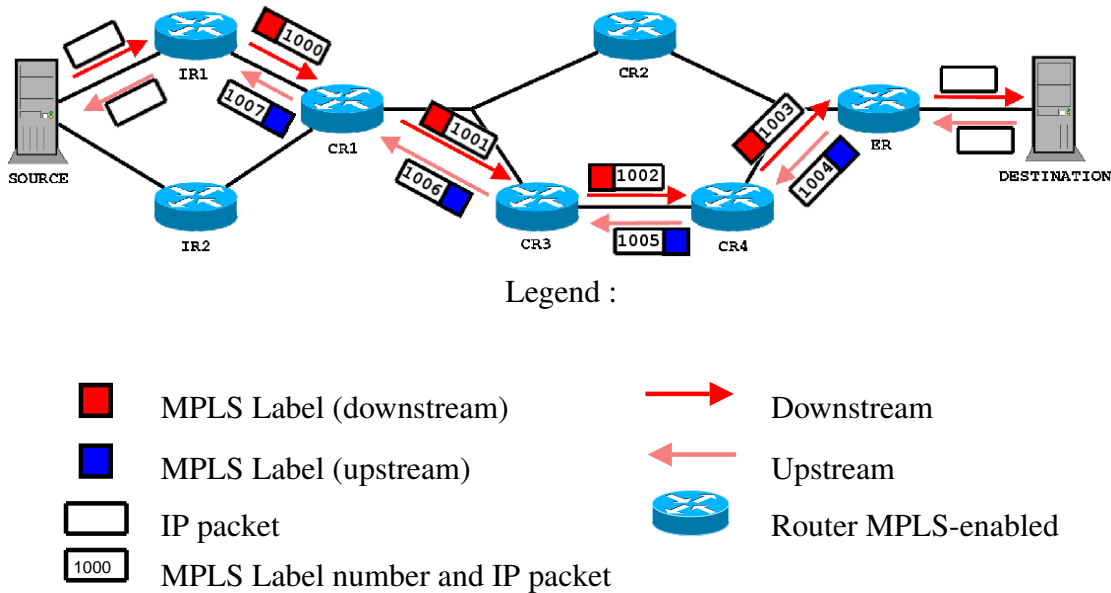 1000
IR1
CR2
1007
1003
CR1
1001
ER
1004
SOURCE
1002
DESTINATION
1006
IR2
CR3
1005
CR4
Legend :
MPLS Label (downstream)
Downstream
MPLS Label (upstream)
Upstream
IP packet
Router MPLS-enabled
1000
MPLS Label number and IP packet